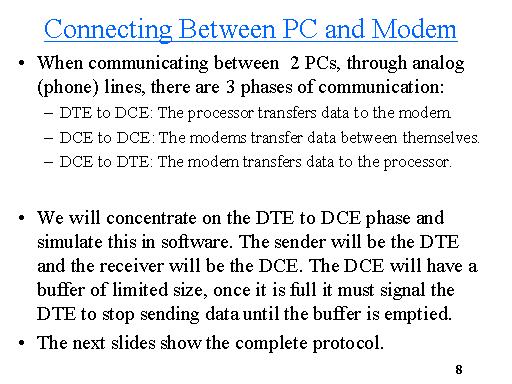 Connecting Between PC and Modem
• When communicating between 2 PCs, through analog
(phone) lines, there are 3 phases of communication:
– DTE to DCE: The processor transfers data to the modem
– DCE to DCE: The modems transfer data between themselves.
– DCE to DTE: The modem transfers data to the processor.
• We will concentrate on the DTE to DCE phase and
simulate this in software. The sender will be the DTE
and the receiver will be the DCE. The DCE will have a
buffer of limited size, once it is full it must signal the
DTE to stop sending data until the buffer is emptied.
• The next slides show the complete protocol.
8